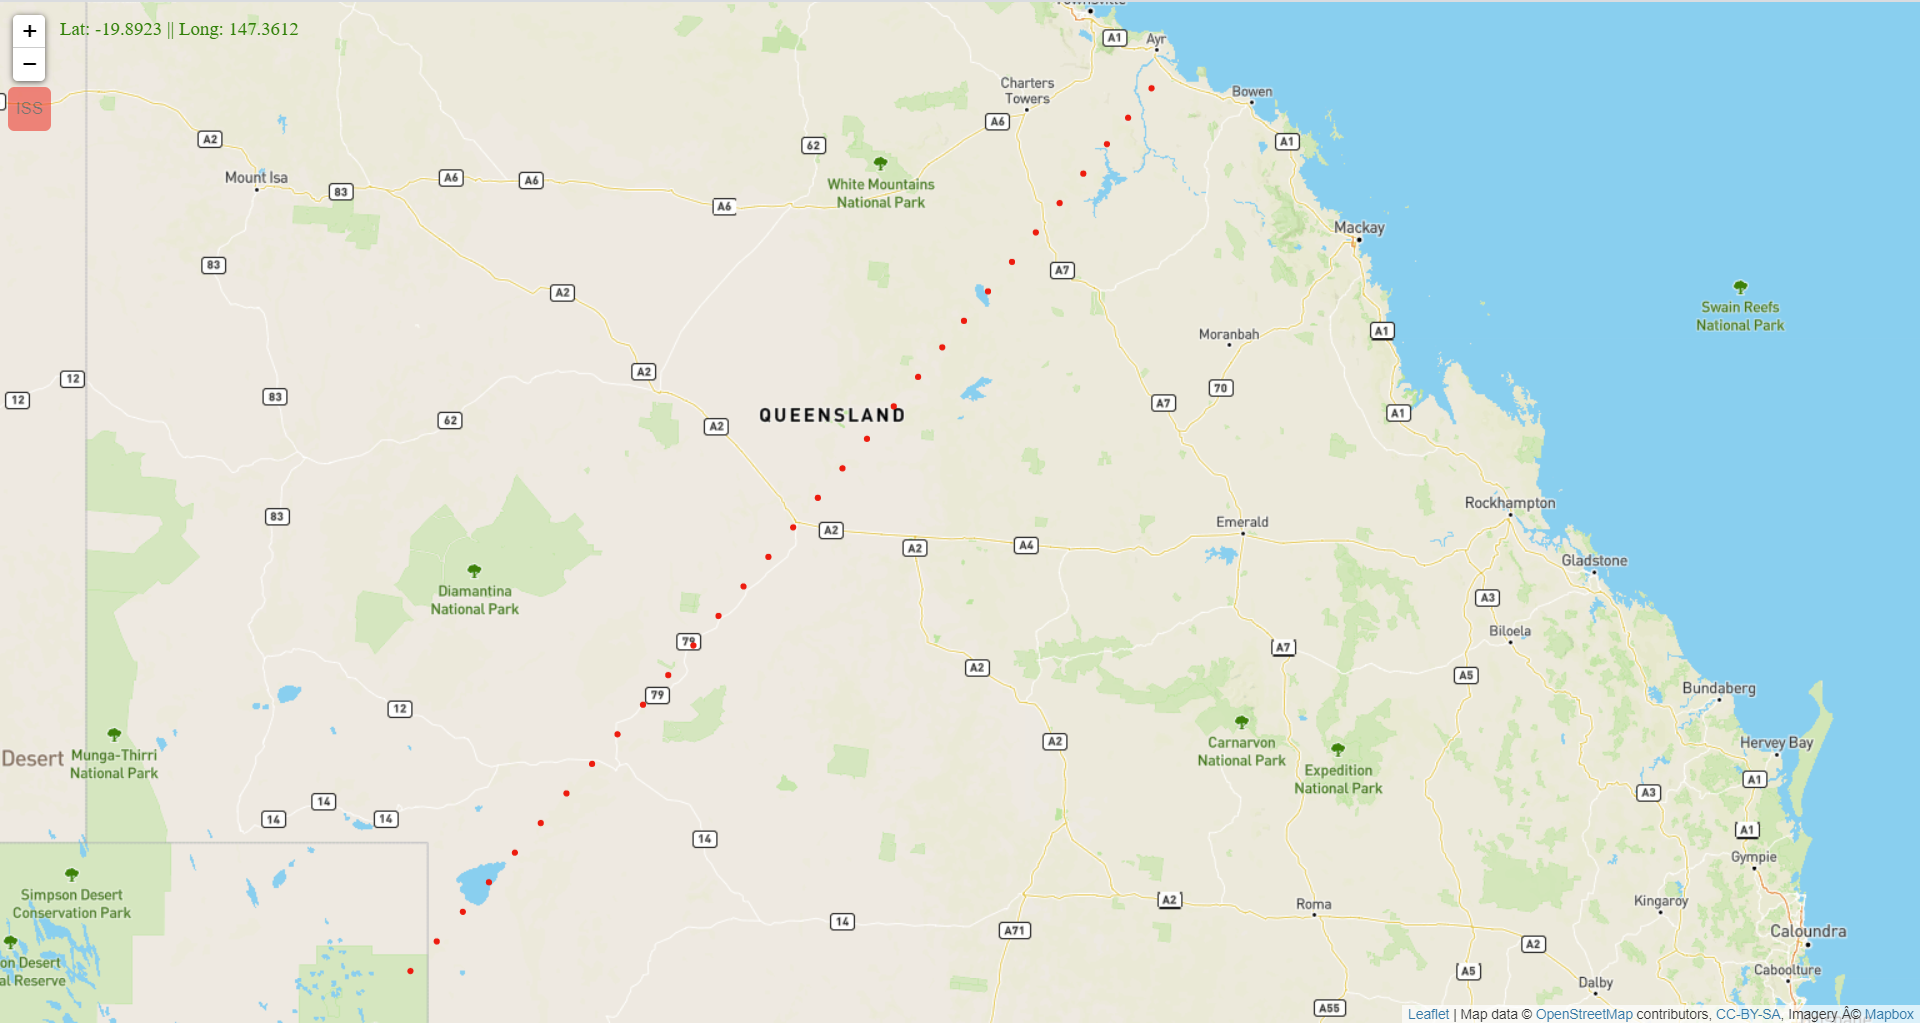 +
Lat: -19.8923 || Long: 147.3612
−
ISS
A1
Ayr
Charters
Towers
Bowen
A6
A1
A2
62
Mount Isa
83
A6
A6
White Mountains
National Park
A6
Mackay
83
A7
A2
Swain Reefs
National Park
Moranbah
A1
A2
12
12
83
70
A7
A1
62
A2
QUEENSLAND
83
Rockhampton
A2
A2
A4
Emerald
Gladstone
Diamantina
National Park
A3
Biloela
79
A7
A2
A5
79
Bundaberg
12
A2
Carnarvon
National Park
Hervey Bay
Desert
Munga-Thirri
National Park
Expedition
National Park
A1
A3
14
14
14
14
A1
Gympie
Simpson Desert
Conservation Park
A2
Roma
Kingaroy
14
A71
Caloundra
A2
on Desert
al Reserve
A5
Caboolture
Dalby
A55
Leaflet | Map data © OpenStreetMap contributors, CC-BY-SA, Imagery Â© Mapbox